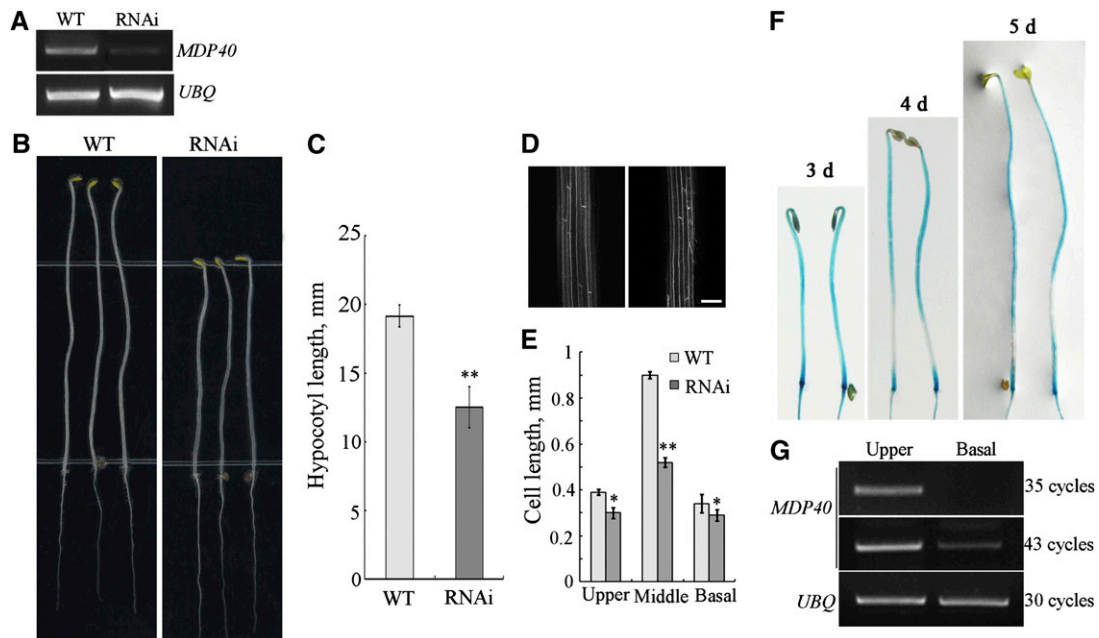 A
WT RNAi
MDP40
UBQ
B
WT RNAi
C
Hypocotyl length, mm
25
20
15
10
5
0
**
WT RNAi
D
E
Cell length, mm
1
0.8
0.6
0.4
0.2
0
WT
RNAi
*
**
*
Upper Middle Basal
F
3 d
4 d
5 d
G
Upper Basal
MDP40
35 cycles
43 cycles
UBQ
30 cycles